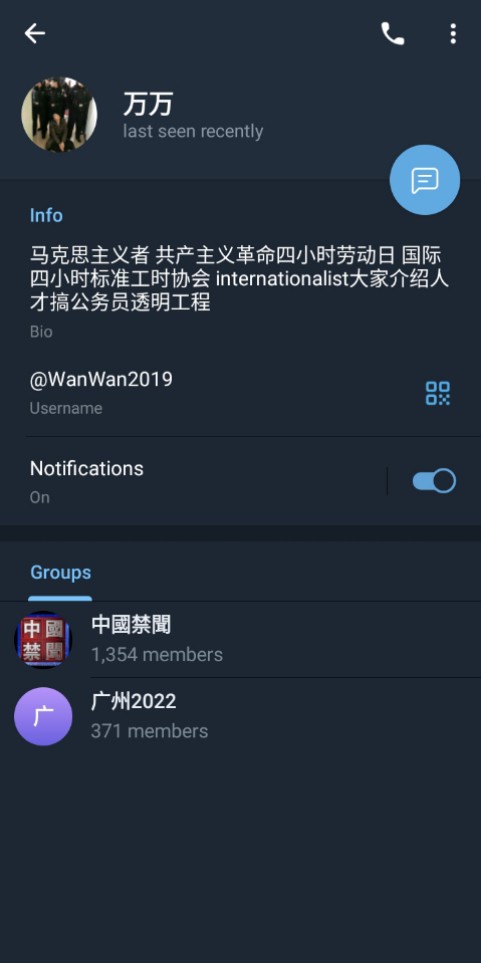 万万
last seen recently
Info
马克思主义者 共产主义革命四小时劳动日 国际
四小时标准工时协会 internationalist大家介绍人
才搞公务员透明工程
Bio
@WanWan2019
Username
Notifications
On
Groups
中國
禁聞
中國禁聞
1,354 members
广
广州2022
371 members